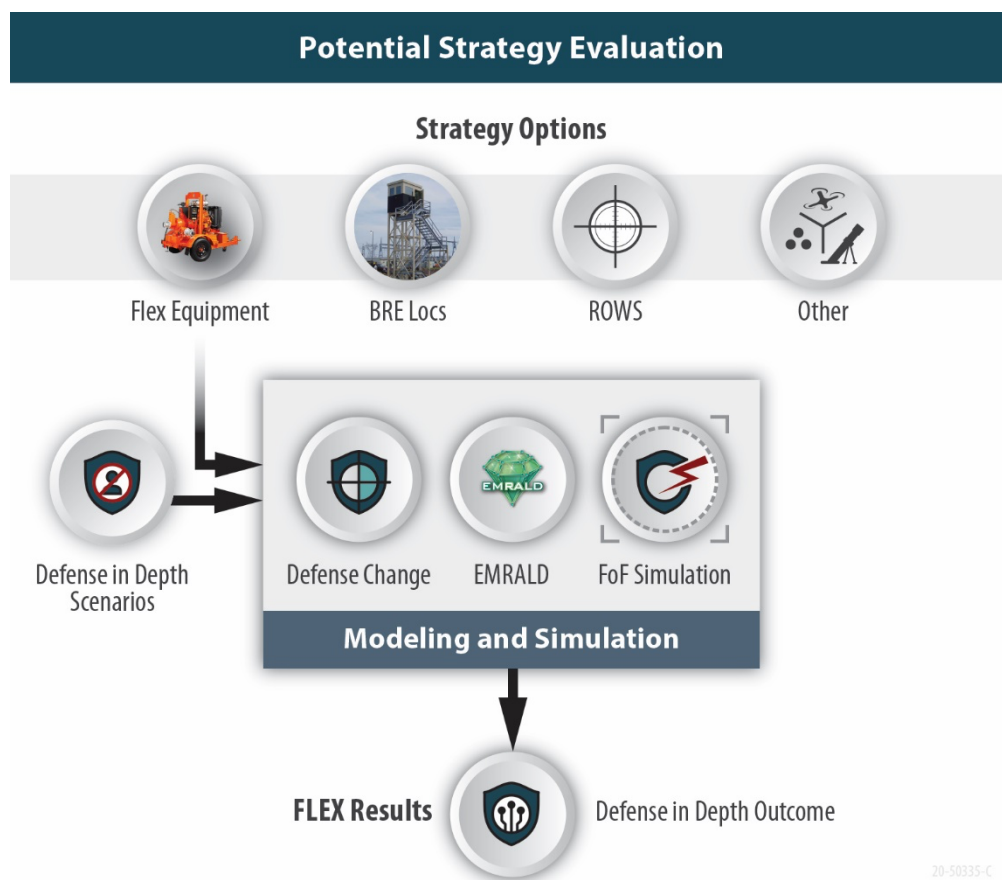 Potential Strategy Evaluation
Strategy Options
Flex Equipment
BRE Locs
ROWS
Other
Defense in Depth
Scenarios
Defense Change
EMRALD
EMRALD
FoF Simulation
Modeling and Simulation
FLEX Results
Defense in Depth Outcome
20-50335-C